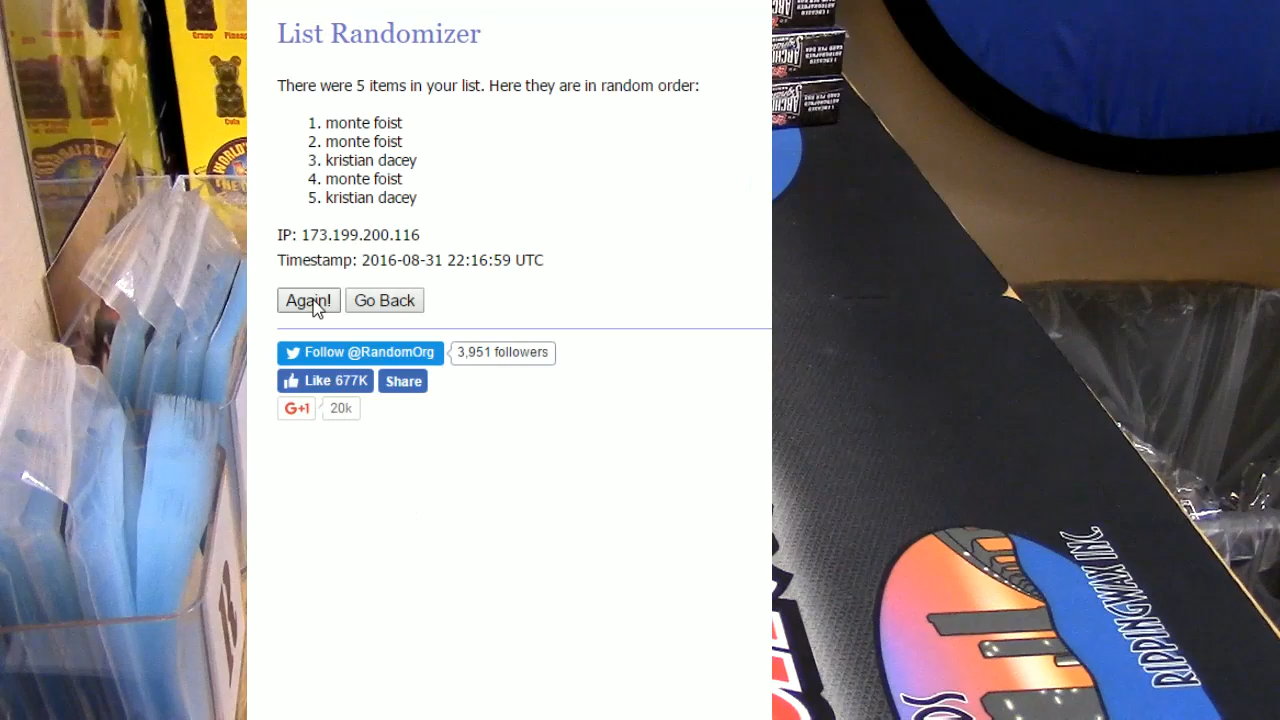 List Randomizer
There were 5 items in your list. Here they are in random order:
1. monte foist
2. monte foist
3. kristian dacey
4. monte foist
5. kristian dacey
IP: 173.199.200.116
Timestamp: 2016-08-31 22:16:59 UTC
Again!
Go Back
Follow @RandomOrg
3,951 followers
Like 677K
Share
G+1
20k
Grape
Cola
WORLD'S
RIPPINGWAX INC.